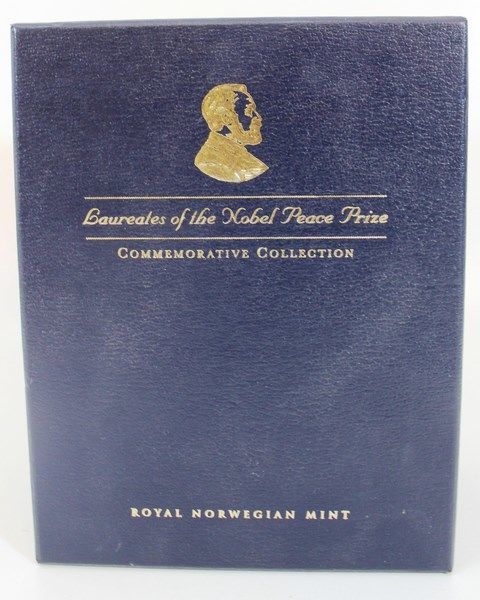 Laureates of the Nobel Peace Prize
COMMEMORATIVE COLLECTION
ROYAL NORWEGIAN MINT